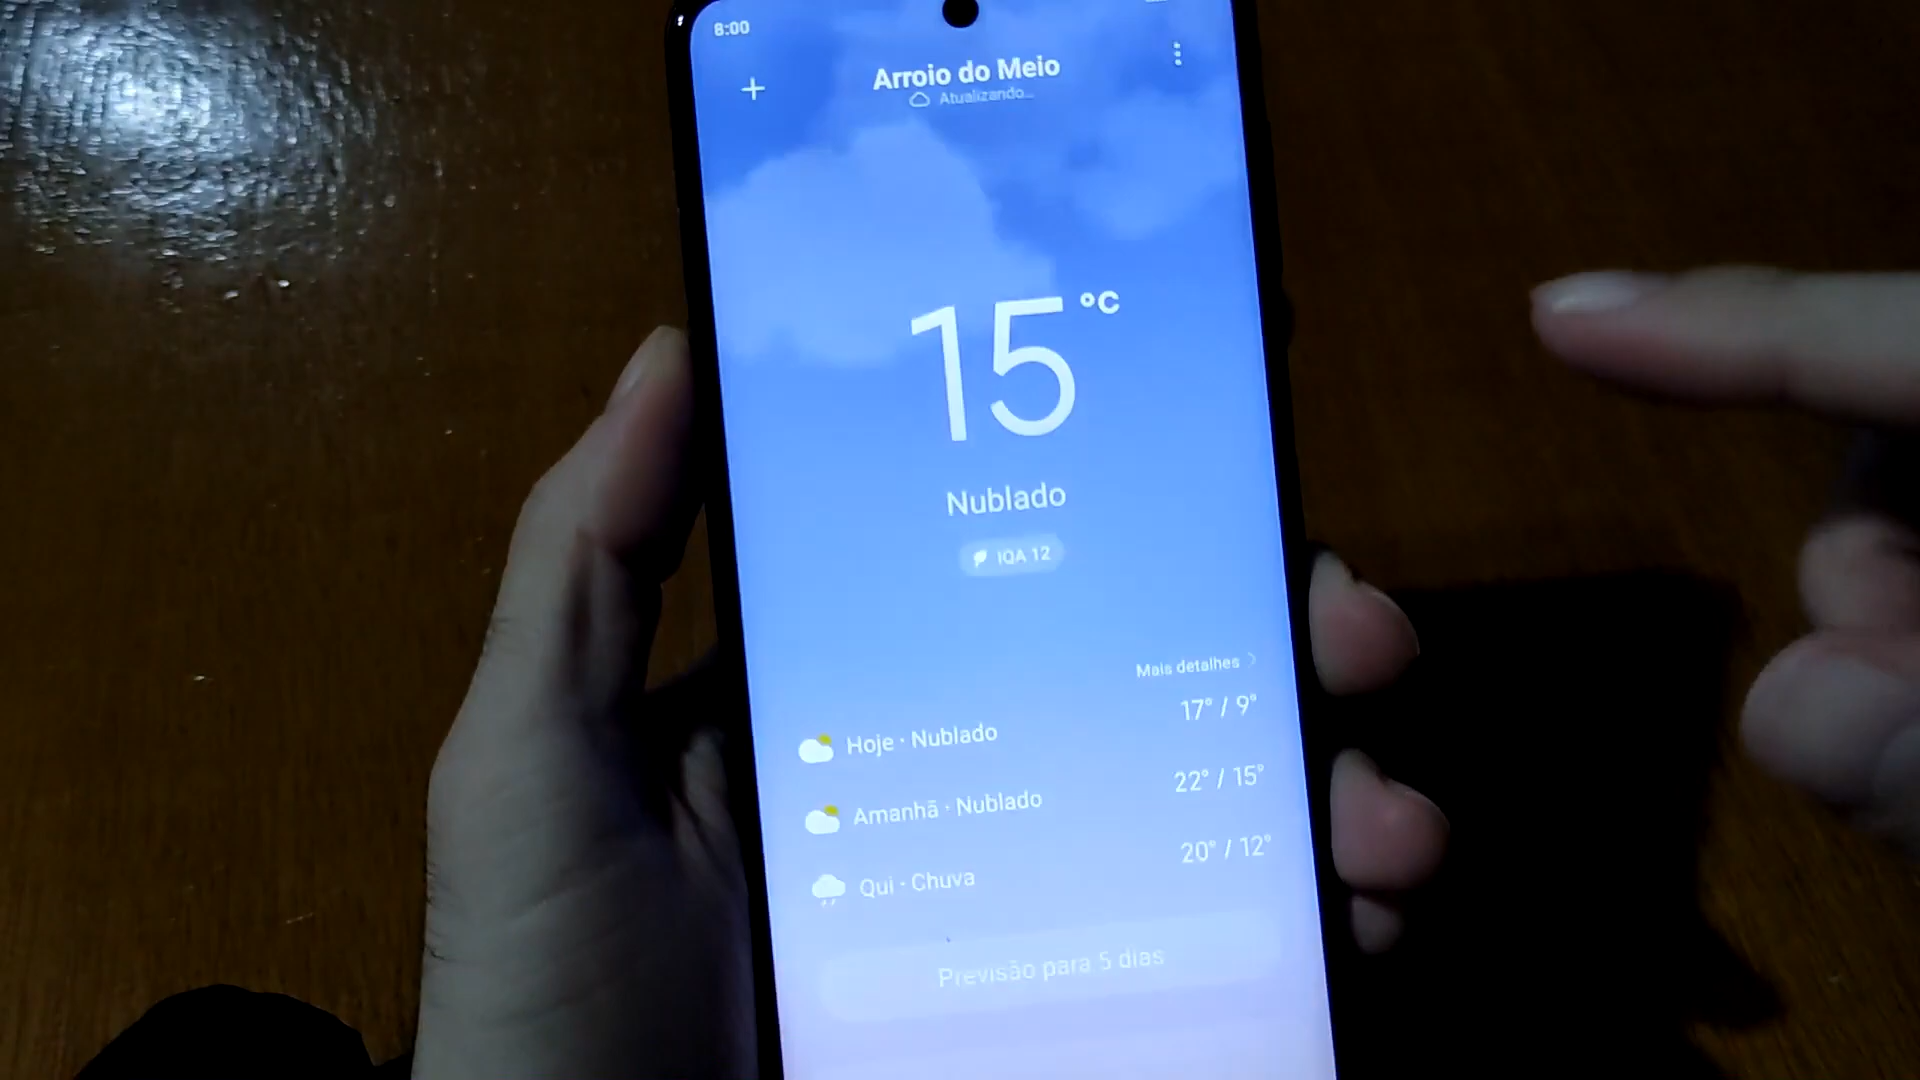 8:00
Arroio do Meio
Atualizando...
15 °C
Nublado
IQA 12
Mais detalhes
Hoje · Nublado 17° / 9°
Amanhã · Nublado 22° / 15°
Qui · Chuva 20° / 12°
Previsão para 5 dias